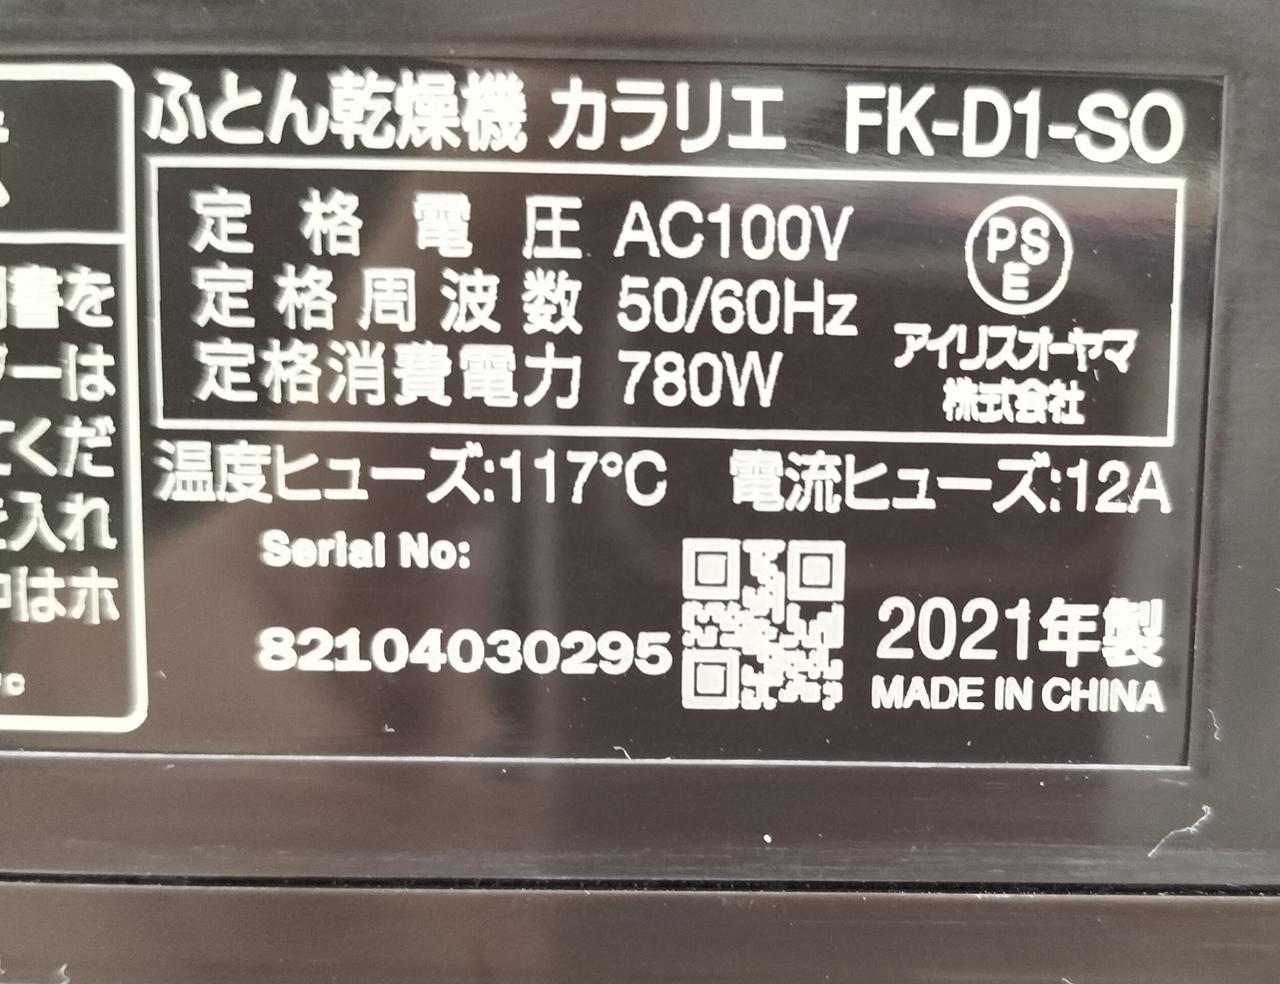 ふとん乾燥機 カラリエ FK-D1-SO
定格電圧 AC100V
定格周波数 50/60Hz
定格消費電力 780W
PSE
アイリスオーヤマ
株式会社
温度ヒューズ:117℃ 電流ヒューズ:12A
Serial No:
82104030295
2021年製
MADE IN CHINA
書を
ーは
くだ
入れ
はホ